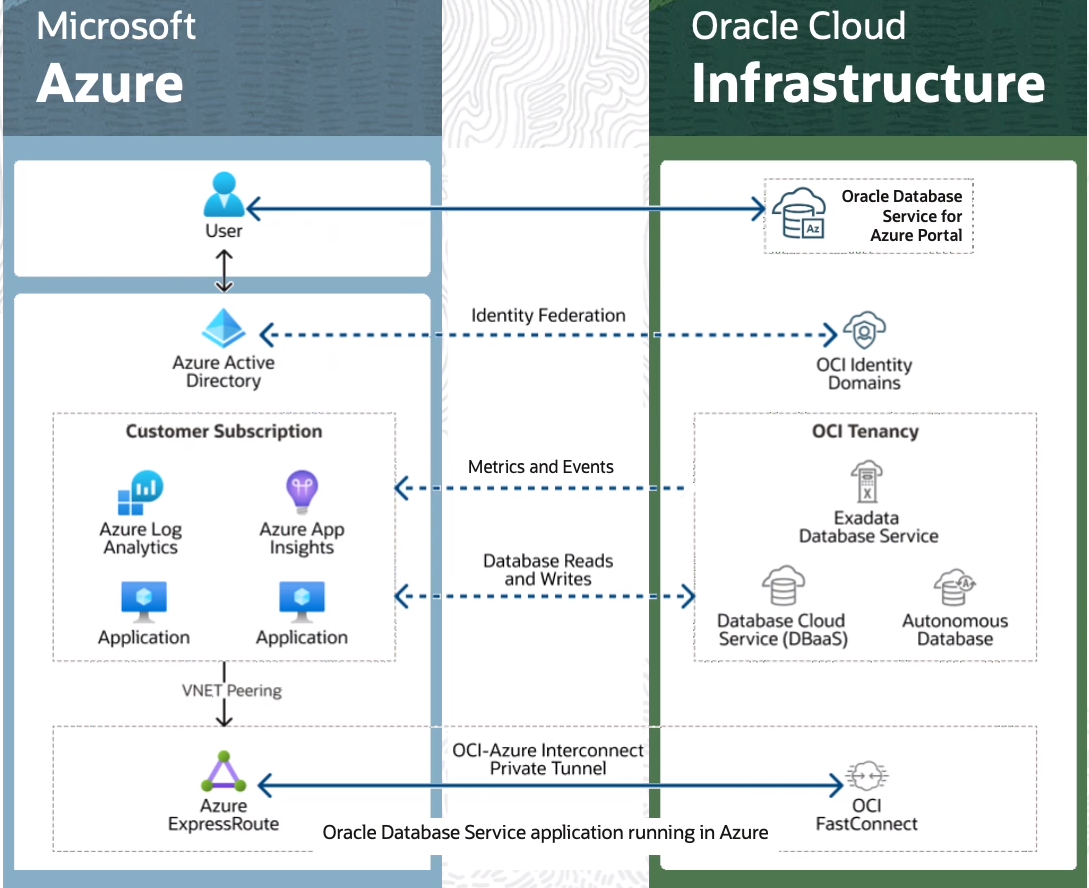 Microsoft
Azure
Oracle Cloud
Infrastructure
User
Oracle Database
Service for
Azure Portal
Az
Identity Federation
Azure Active
Directory
OCI Identity
Domains
Customer Subscription
OCI Tenancy
Metrics and Events
Azure Log
Analytics
Azure App
Insights
X
Exadata
Database Service
Database Reads
and Writes
Application
Application
Database Cloud
Service (DBaaS)
A
Autonomous
Database
VNET Peering
OCI-Azure Interconnect
Private Tunnel
Azure
ExpressRoute
OCI
FastConnect
Oracle Database Service application running in Azure